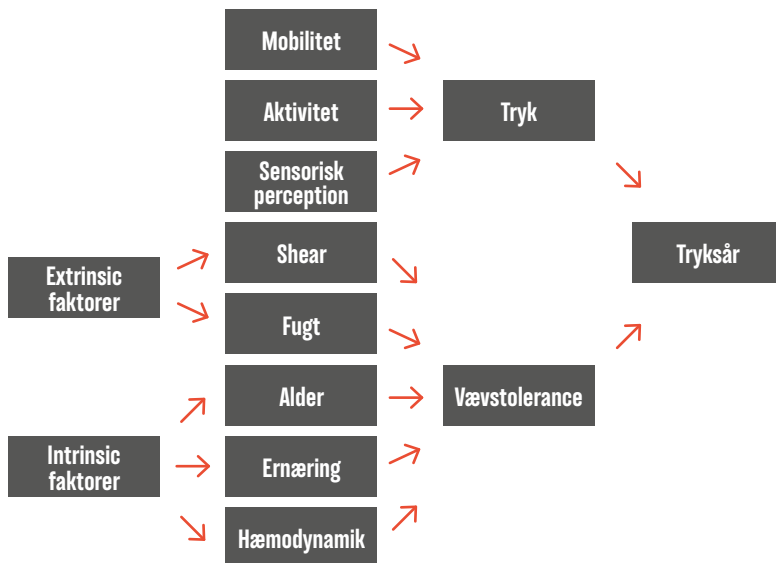 Mobilitet
Aktivitet
Tryk
Sensorisk
perception
Shear
Tryksår
Extrinsic
faktorer
Fugt
Alder
Vævstolerance
Intrinsic
faktorer
Ernæring
Hæmodynamik